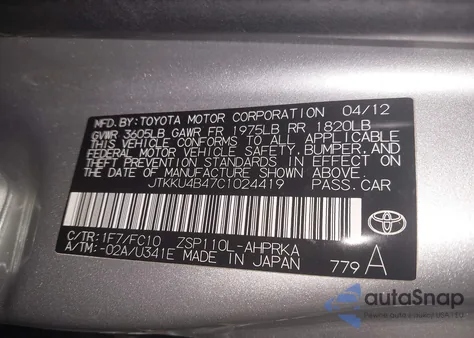 MFD.BY:TOYOTA MOTOR CORPORATION 04/12
GVWR 3605LB GAWR FR 1975LB RR 1820LB
THIS VEHICLE CONFORMS TO ALL APPLICABLE
FEDERAL MOTOR VEHICLE SAFETY, BUMPER, AND
THEFT PREVENTION STANDARDS IN EFFECT ON
THE DATE OF MANUFACTURE SHOWN ABOVE.
JTKKU4B47C1024419 PASS.CAR
C/TR:1F7/FC10 ZSP110L-AHPRKA
A/TM:-02A/U341E MADE IN JAPAN 779A
TOYOTA
autoSnap